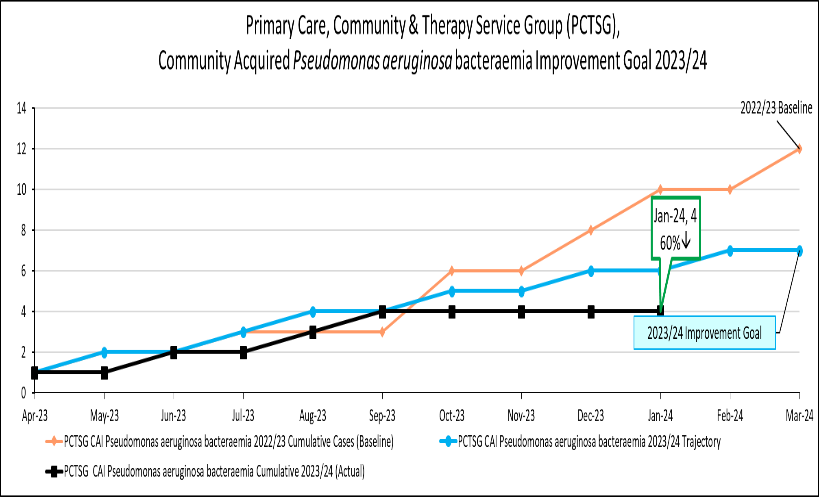 Primary Care, Community & Therapy Service Group (PCTSG),
Community Acquired Pseudomonas aeruginosa bacteraemia Improvement Goal 2023/24
14
2022/23 Baseline
12
10
Jan-24, 4
60%↓
8
6
4
2023/24 Improvement Goal
2
0
Apr-23 May-23 Jun-23 Jul-23 Aug-23 Sep-23 Oct-23 Nov-23 Dec-23 Jan-24 Feb-24 Mar-24
PCTSG CAI Pseudomonas aeruginosa bacteraemia 2022/23 Cumulative Cases (Baseline)
PCTSG CAI Pseudomonas aeruginosa bacteraemia 2023/24 Trajectory
PCTSG CAI Pseudomonas aeruginosa bacteraemia Cumulative 2023/24 (Actual)